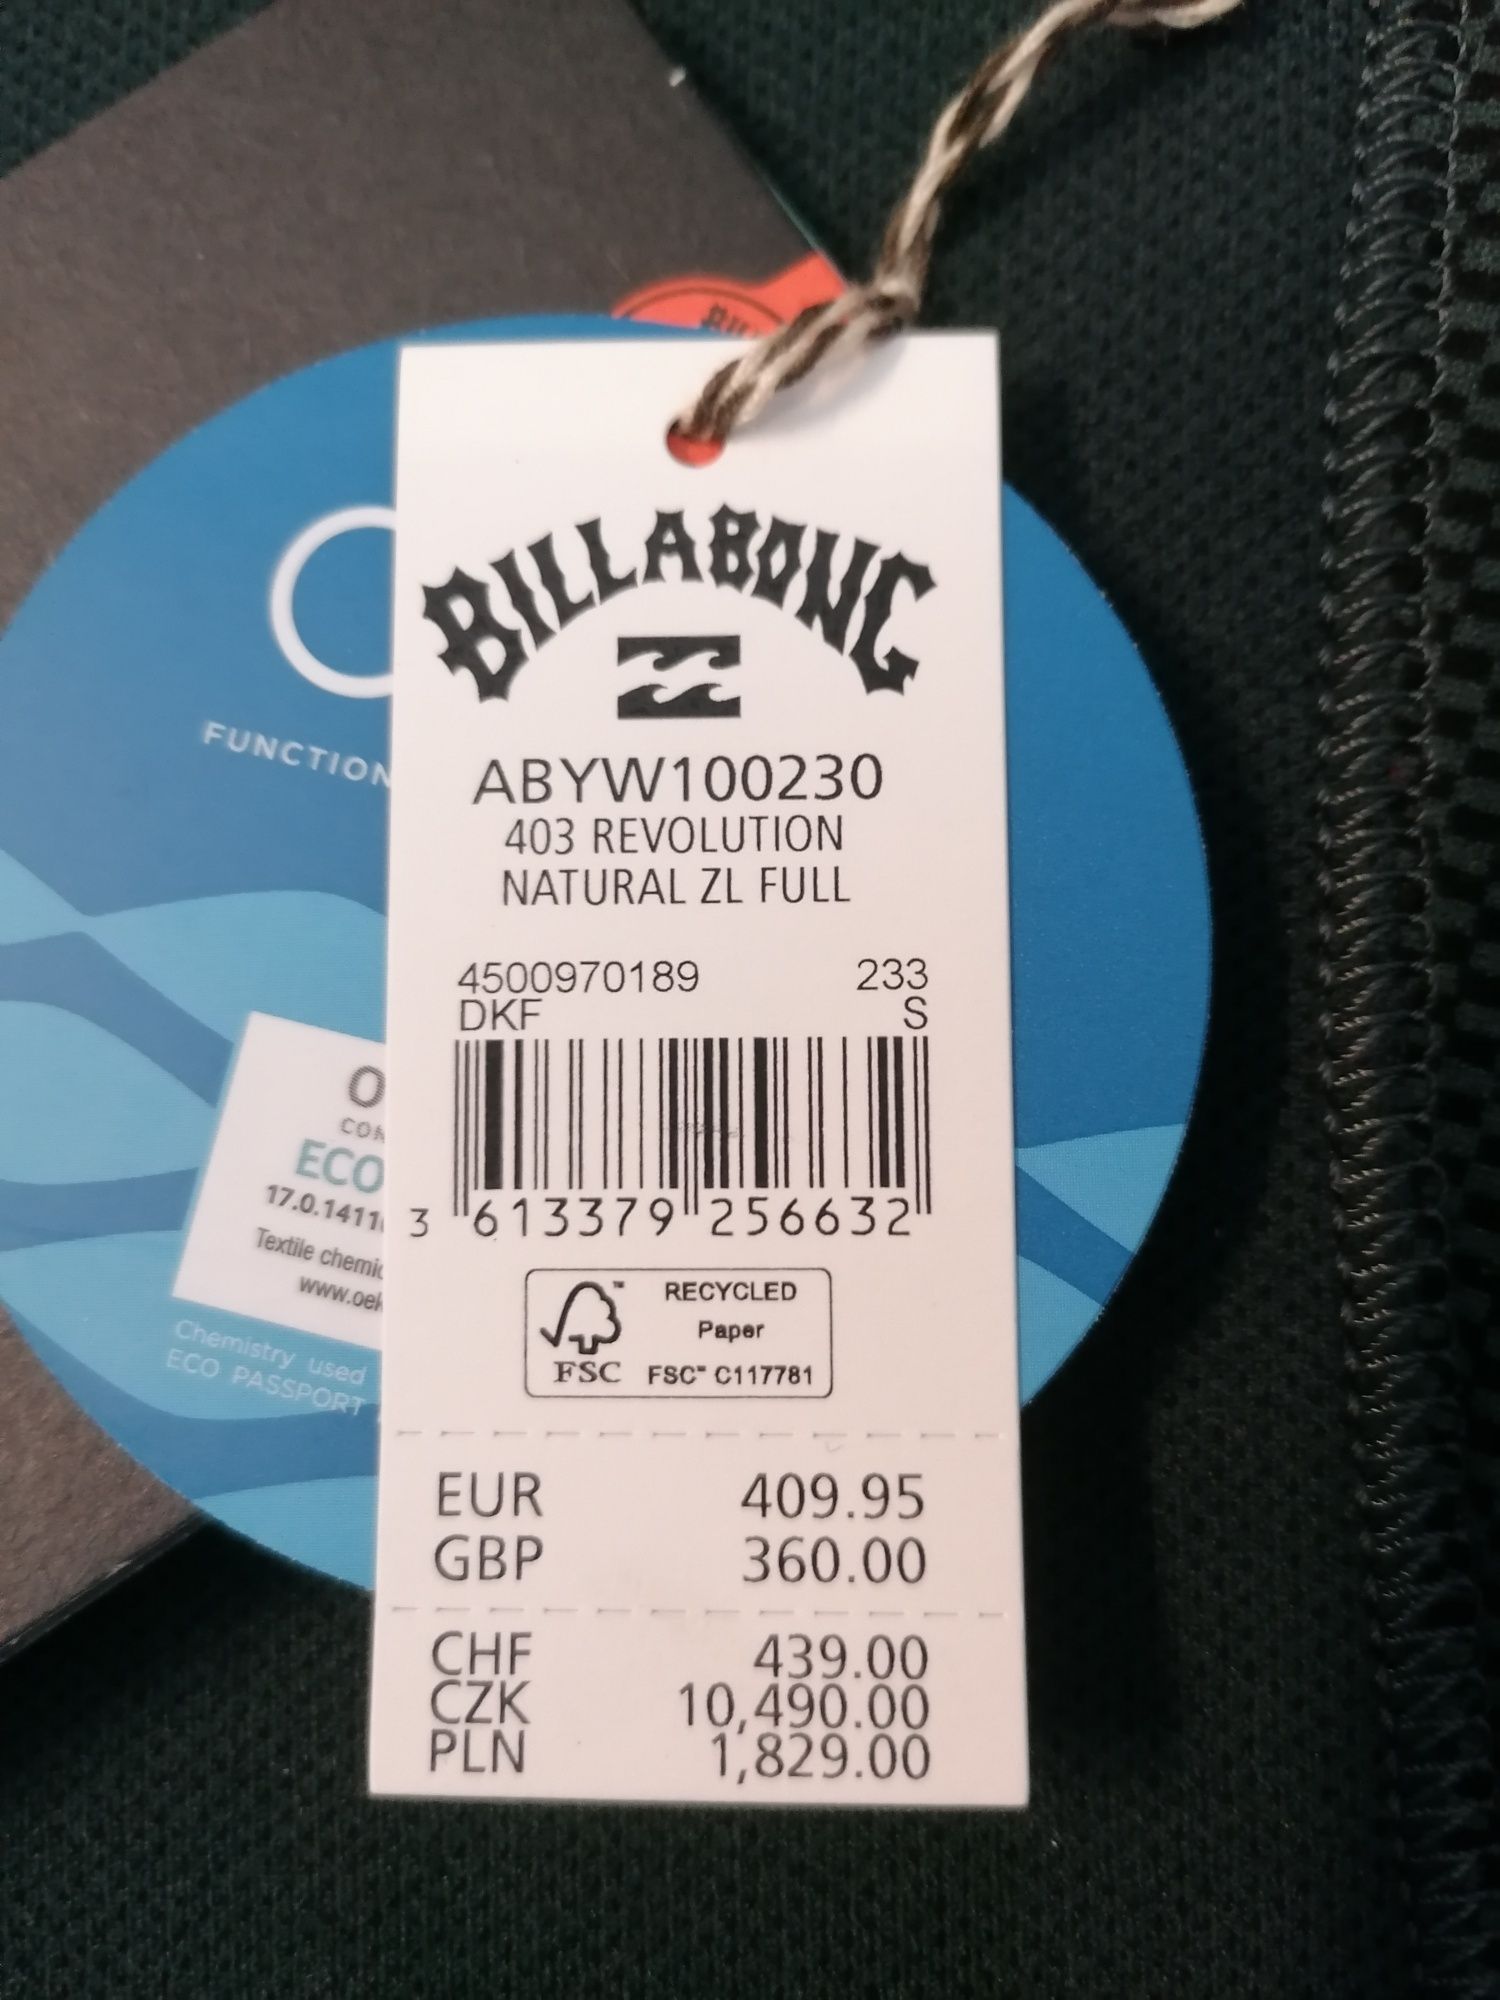 BILLABONG
ABYW100230
403 REVOLUTION
NATURAL ZL FULL
4500970189 233
DKF S
3 613379 256632
RECYCLED
Paper
FSC™ C117781
FSC
EUR 409.95
GBP 360.00
CHF 439.00
CZK 10,490.00
PLN 1,829.00
FUNCTION
O
CON
ECO
17.0.1411
Textile chemic
www.oek
Chemistry used
ECO PASSPORT